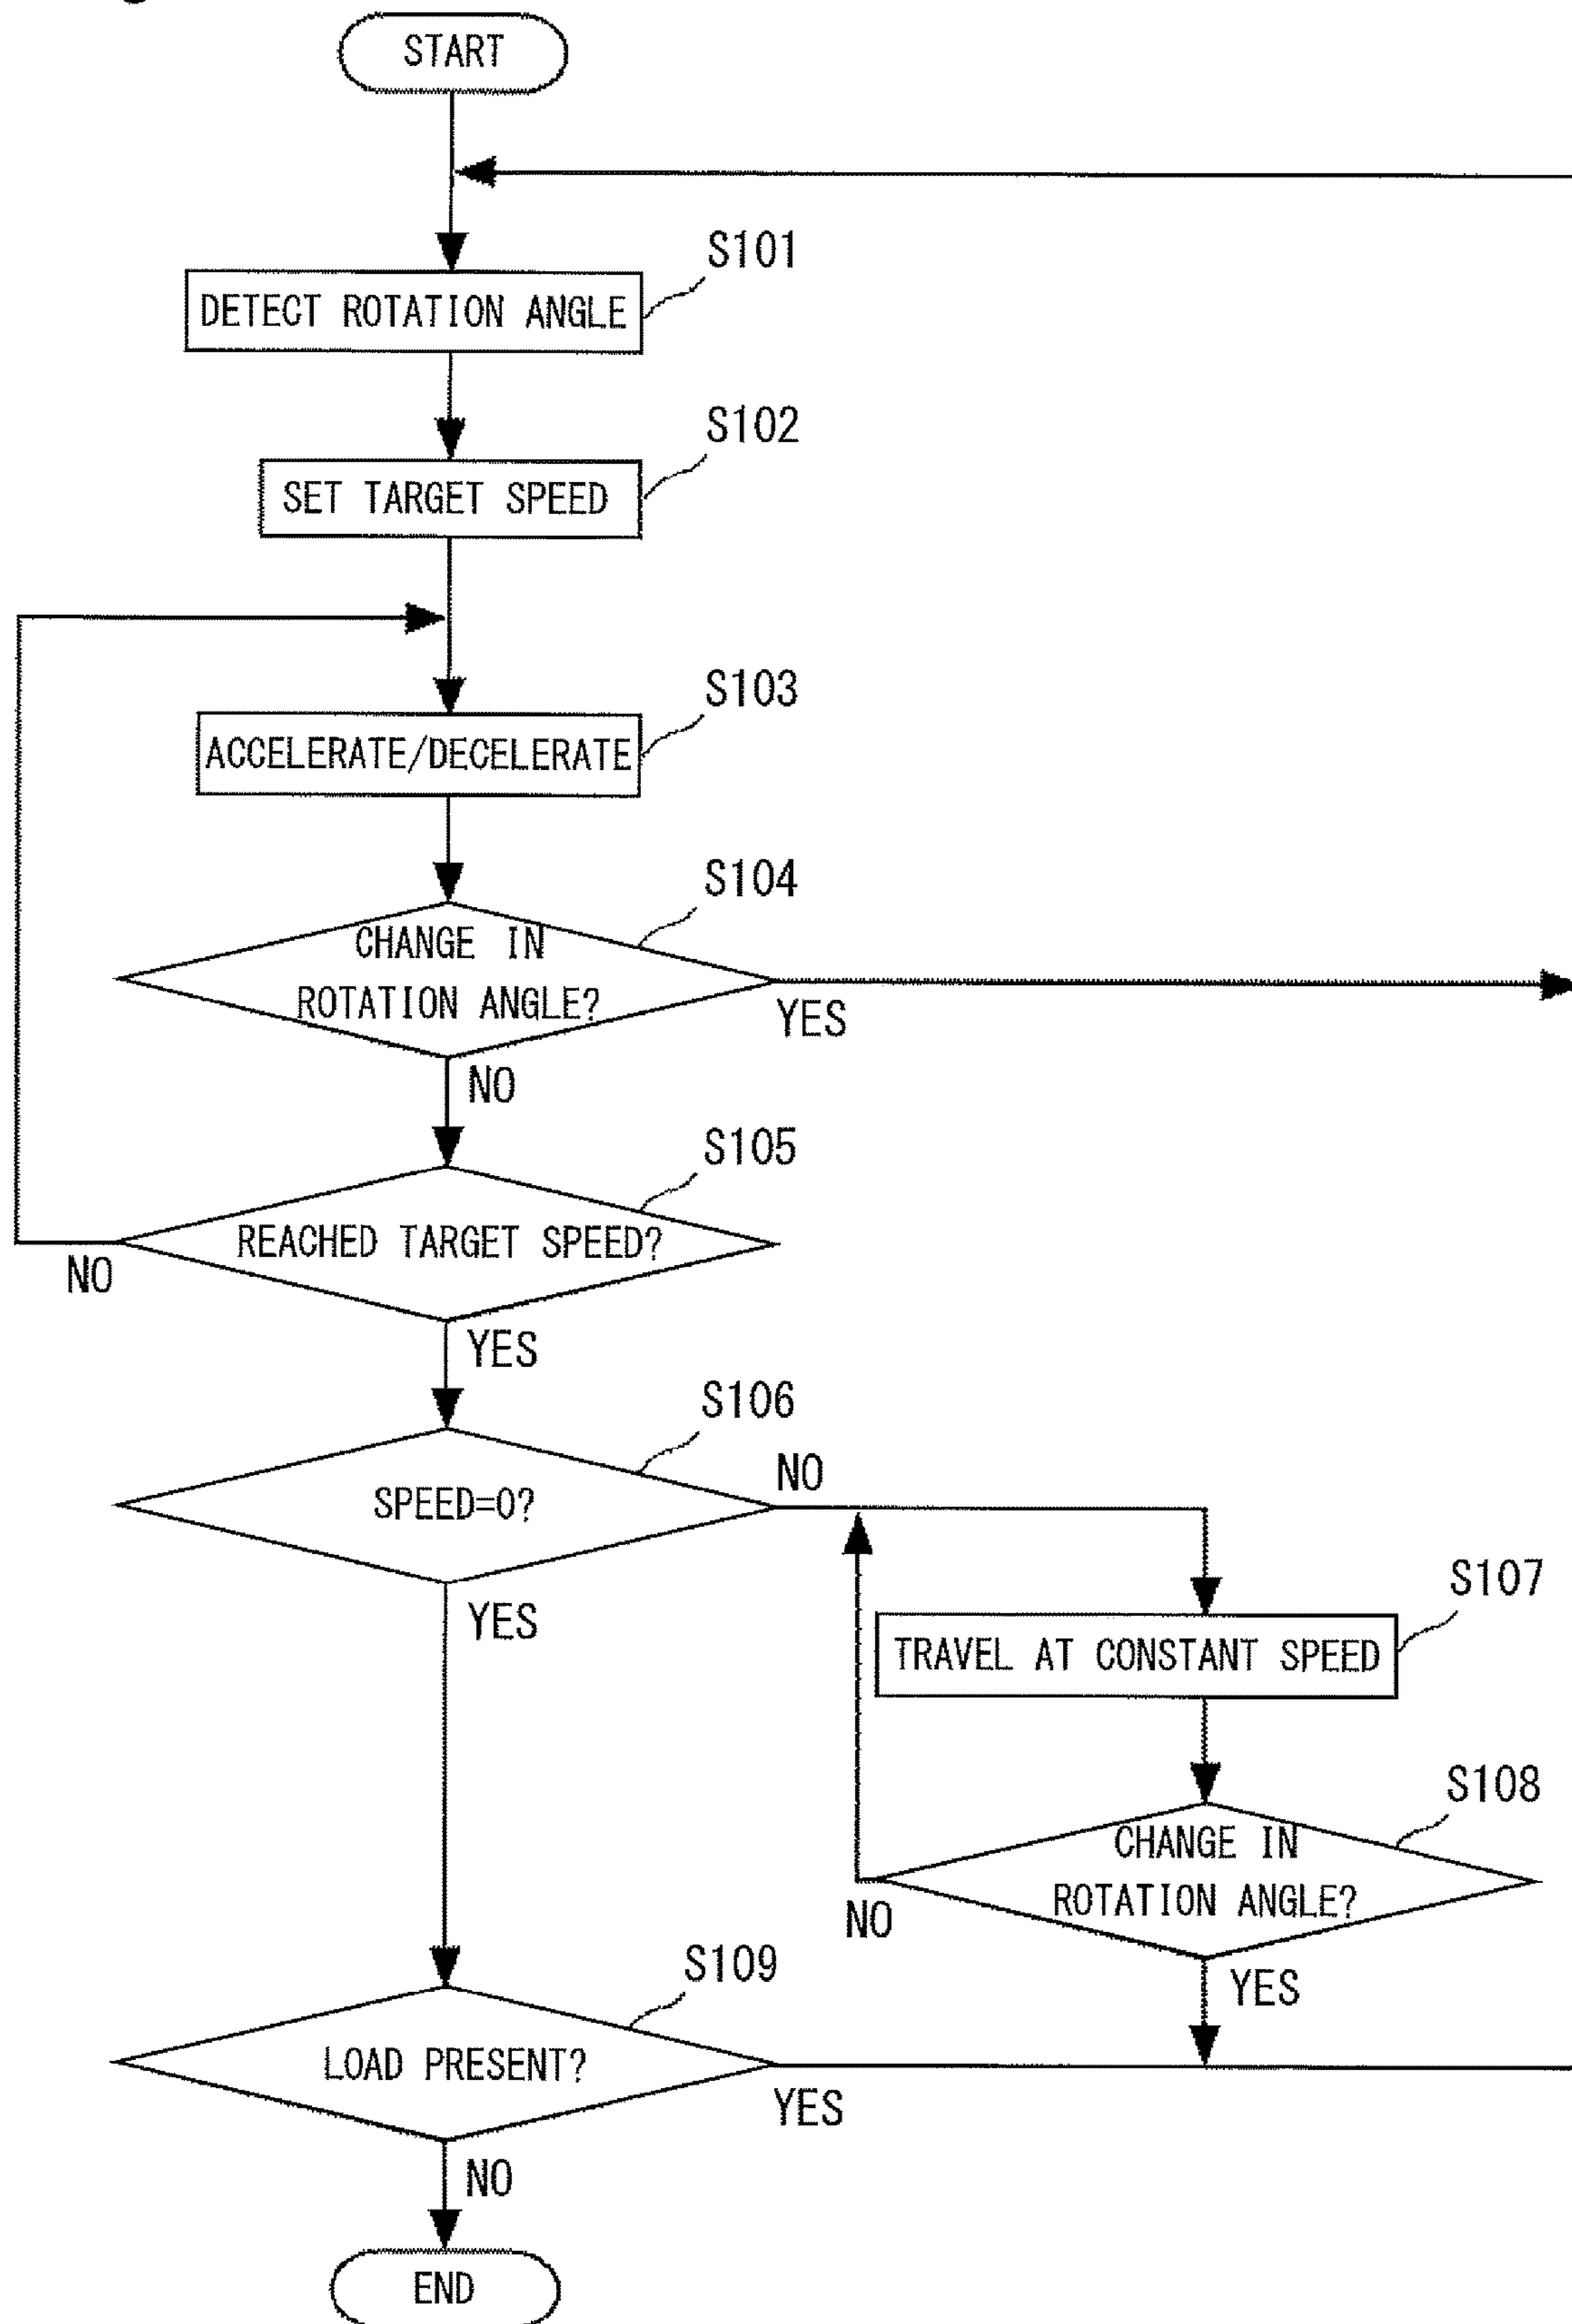 START
S101
DETECT ROTATION ANGLE
S102
SET TARGET SPEED
S103
ACCELERATE/DECELERATE
S104
CHANGE IN
ROTATION ANGLE?
YES
NO
S105
REACHED TARGET SPEED?
NO
YES
S106
NO
SPEED=0?
S107
YES
TRAVEL AT CONSTANT SPEED
S108
CHANGE IN
ROTATION ANGLE?
NO
YES
S109
LOAD PRESENT?
YES
NO
END